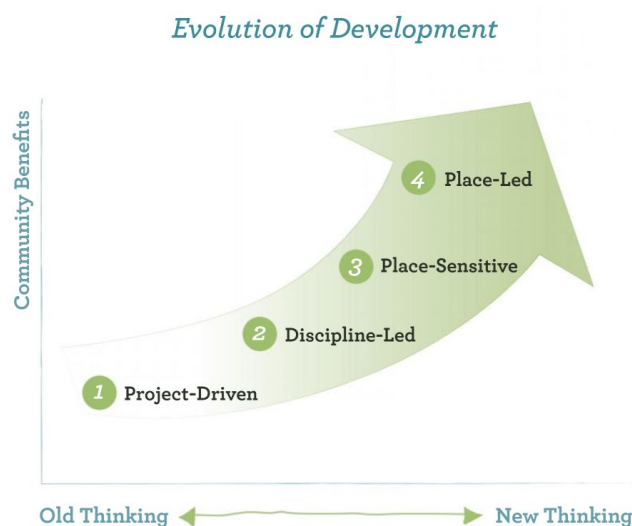 Evolution of Development
Community Benefits
4 Place-Led
3 Place-Sensitive
2 Discipline-Led
1 Project-Driven
Old Thinking
New Thinking